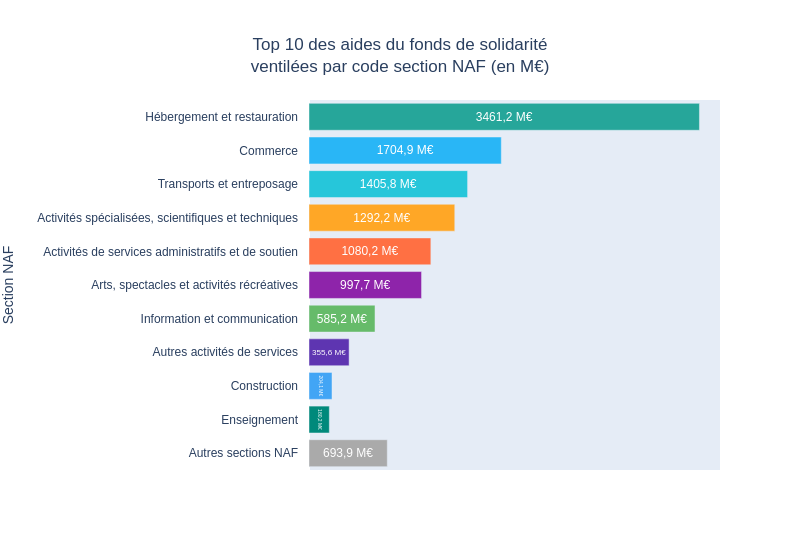 Top 10 des aides du fonds de solidarité
ventilées par code section NAF (en M€)
Section NAF
Hébergement et restauration 3461,2 M€
Commerce 1704,9 M€
Transports et entreposage 1405,8 M€
Activités spécialisées, scientifiques et techniques 1292,2 M€
Activités de services administratifs et de soutien 1080,2 M€
Arts, spectacles et activités récréatives 997,7 M€
Information et communication 585,2 M€
Autres activités de services 355,6 M€
Construction M€
Enseignement M€
Autres sections NAF 693,9 M€